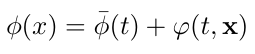 ϕ(x) = ϕ̄(t) + φ(t, 𝐱)